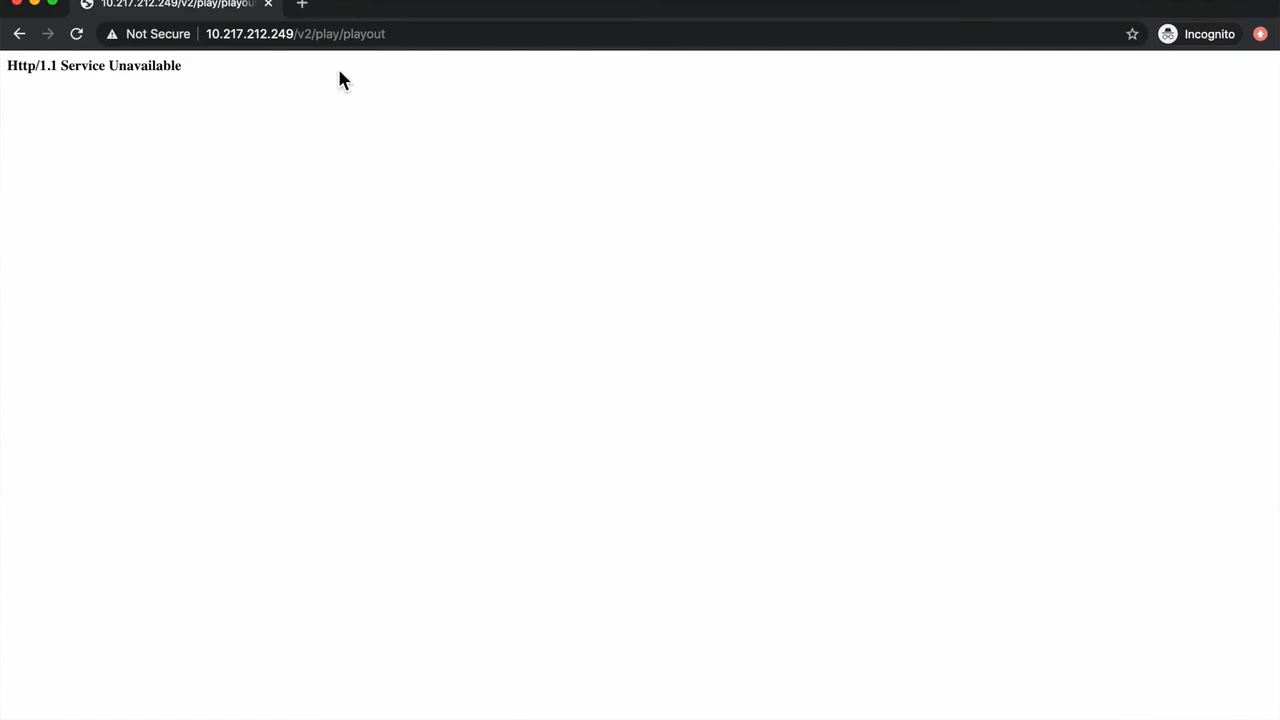 10.217.212.249/v2/play/playou
Not Secure
10.217.212.249/v2/play/playout
Incognito
Http/1.1 Service Unavailable